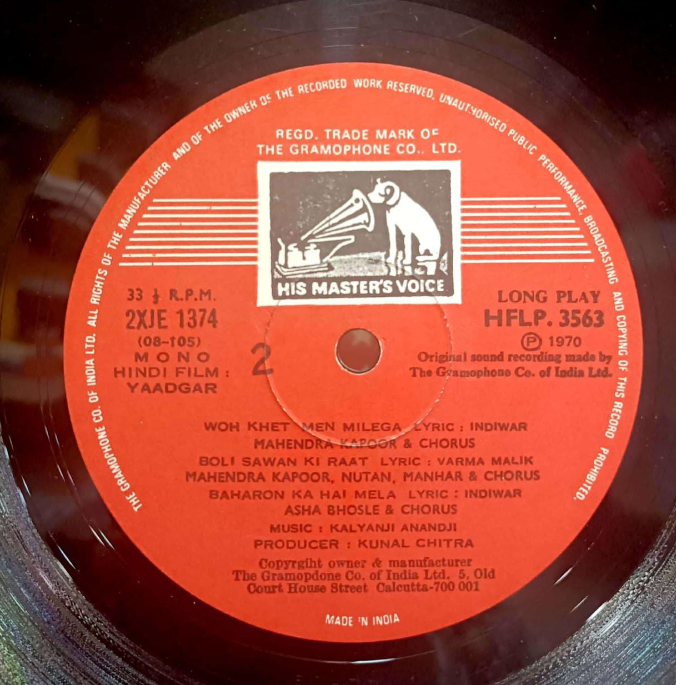 THE GRAMOPHONE CO. OF INDIA LTD. ALL RIGHTS OF THE MANUFACTURER AND OF THE OWNER OF THE RECORDED WORK RESERVED, UNAUTHORISED PUBLIC PERFORMANCE, BROADCASTING AND COPYING OF THIS RECORD PROHIBITED.
REGD. TRADE MARK OF
THE GRAMOPHONE CO., LTD.
HIS MASTER'S VOICE
33 ⅓ R.P.M.
2XJE 1374
(08-105)
MONO
HINDI FILM :
YAADGAR
2
LONG PLAY
HFLP. 3563
Ⓟ 1970
Original sound recording made by
The Gramophone Co. of India Ltd.
WOH KHET MEN MILEGA LYRIC : INDIWAR
MAHENDRA KAPOOR & CHORUS
BOLI SAWAN KI RAAT LYRIC : VARMA MALIK
MAHENDRA KAPOOR, NUTAN, MANHAR & CHORUS
BAHARON KA HAI MELA LYRIC : INDIWAR
ASHA BHOSLE & CHORUS
MUSIC : KALYANJI ANANDJI
PRODUCER : KUNAL CHITRA
Copyrgiht owner & manufacturer
The Gramopdone Co. of India Ltd. 5, Old
Court House Street Calcutta-700 001
MADE IN INDIA